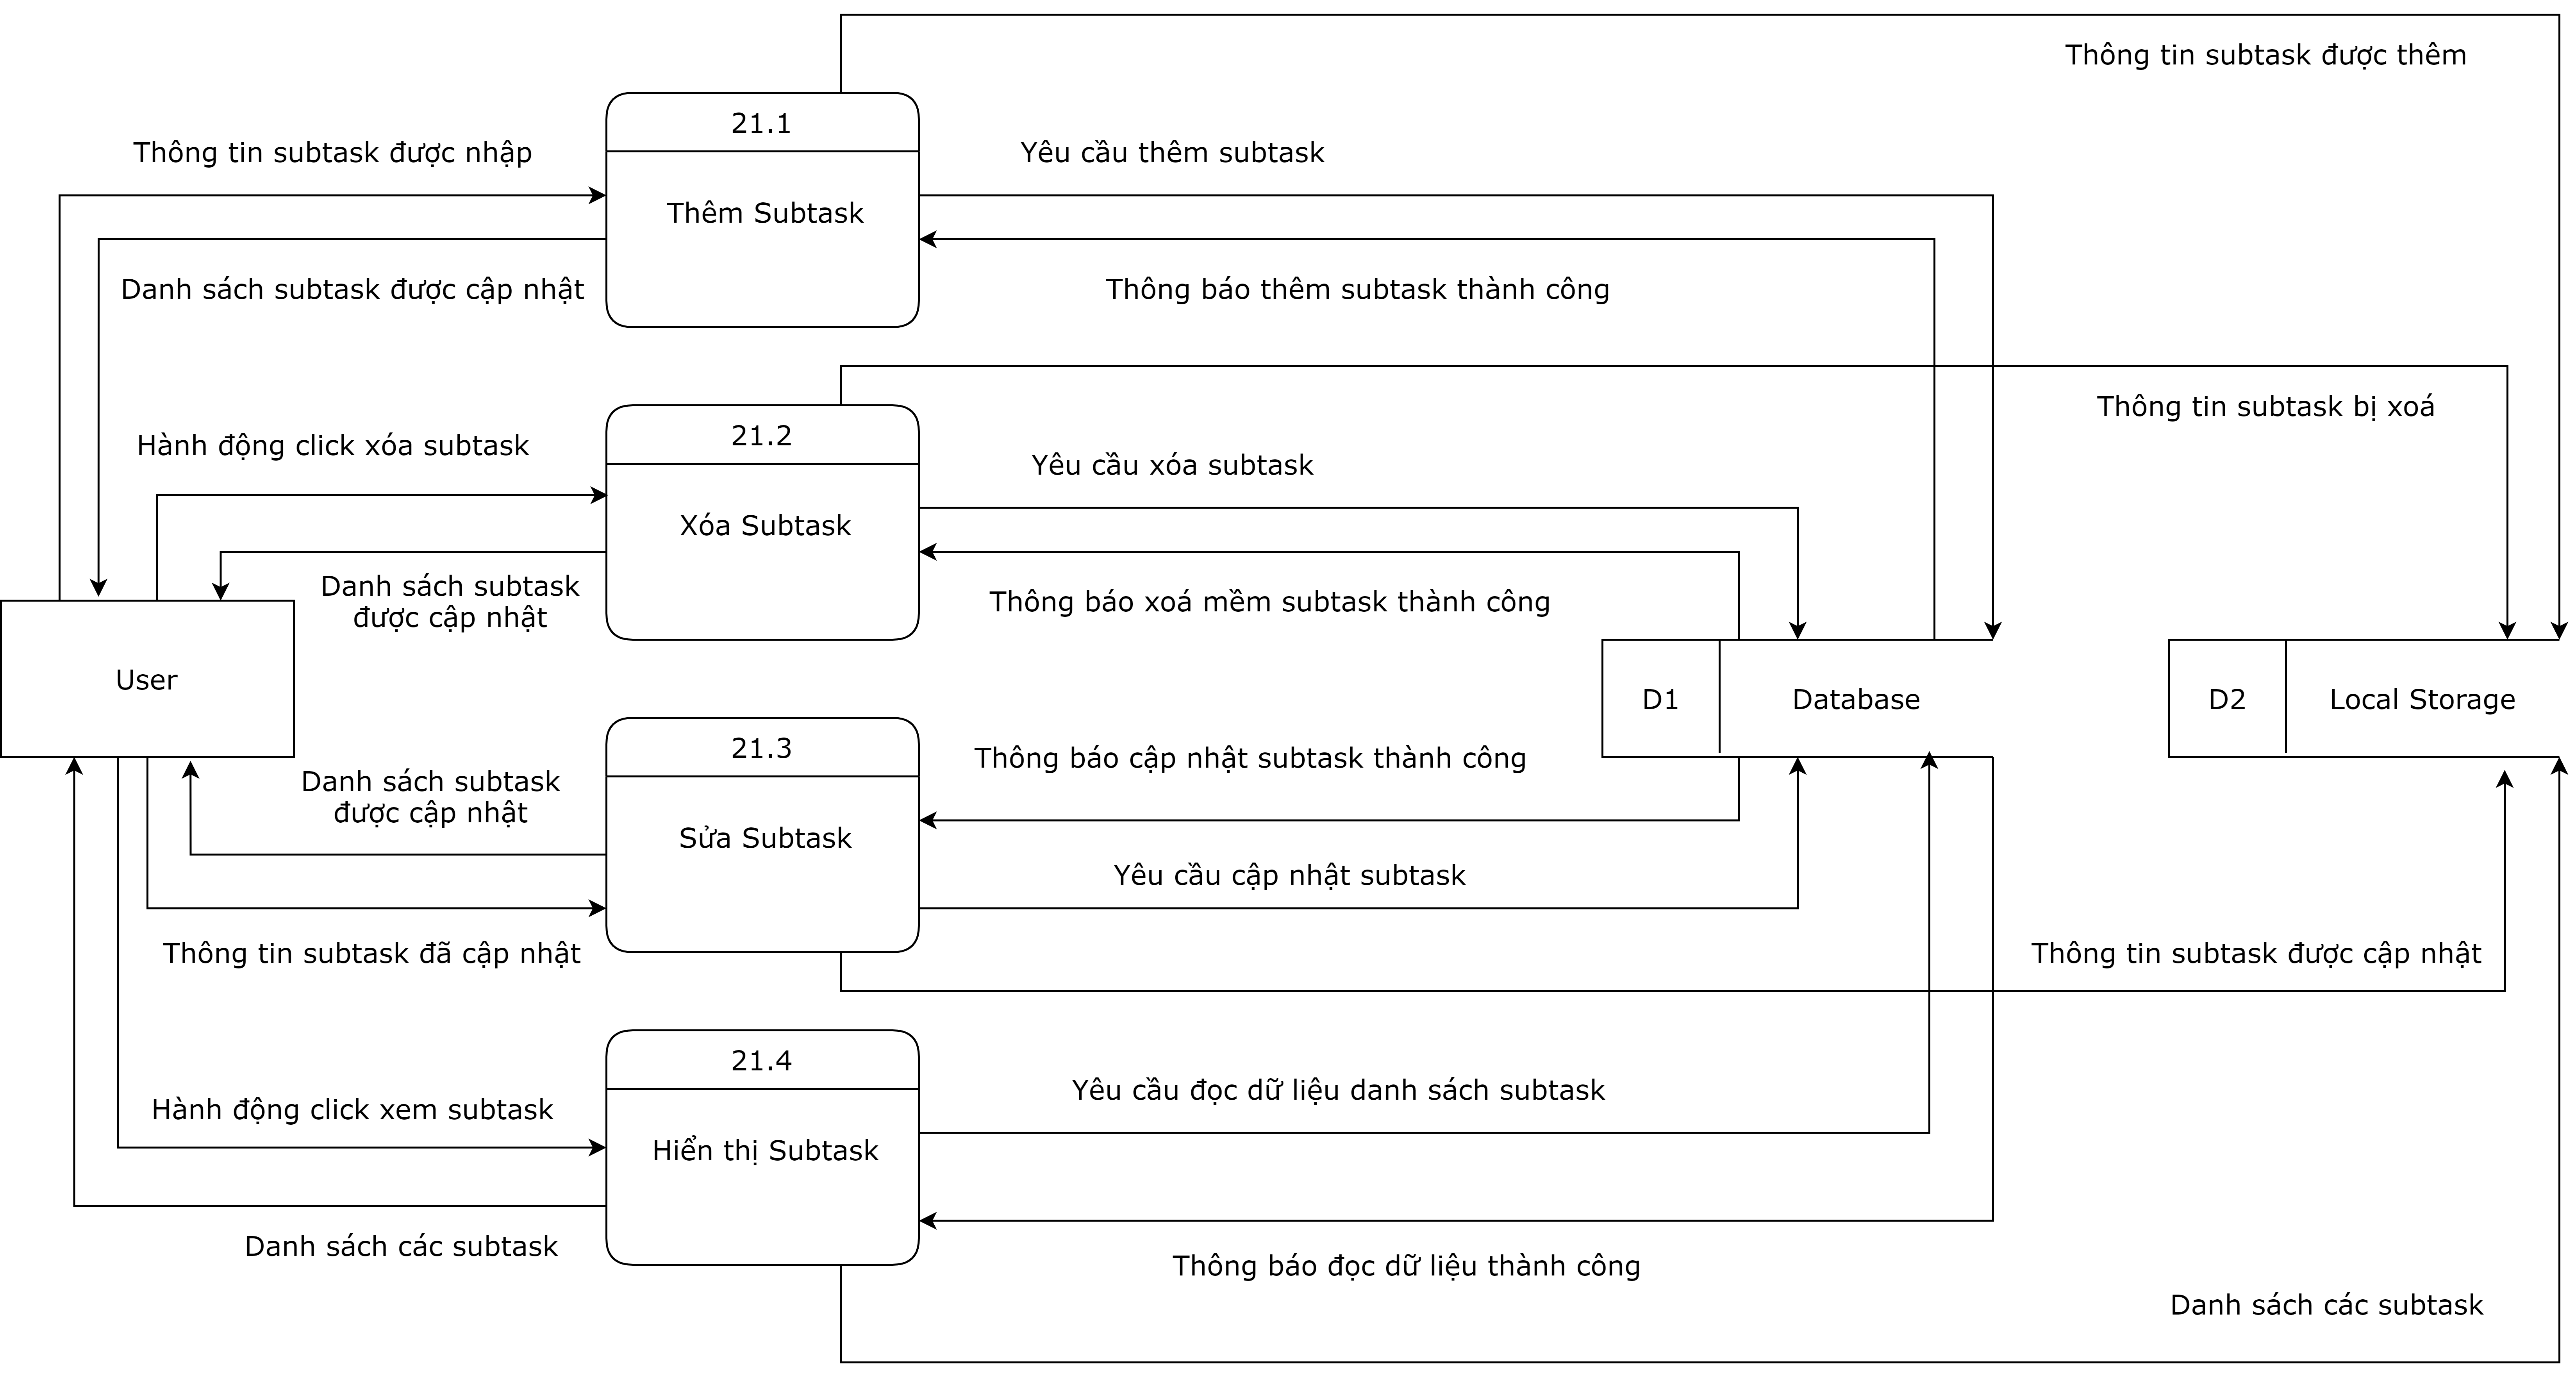 Thông tin subtask được thêm
21.1
Thông tin subtask được nhập
Yêu cầu thêm subtask
Thêm Subtask
Danh sách subtask được cập nhật
Thông báo thêm subtask thành công
Thông tin subtask bị xoá
21.2
Hành động click xóa subtask
Yêu cầu xóa subtask
Xóa Subtask
Danh sách subtask
được cập nhật
Thông báo xoá mềm subtask thành công
User
D1
Database
D2
Local Storage
21.3
Thông báo cập nhật subtask thành công
Danh sách subtask
được cập nhật
Sửa Subtask
Yêu cầu cập nhật subtask
Thông tin subtask đã cập nhật
Thông tin subtask được cập nhật
21.4
Yêu cầu đọc dữ liệu danh sách subtask
Hành động click xem subtask
Hiển thị Subtask
Danh sách các subtask
Thông báo đọc dữ liệu thành công
Danh sách các subtask